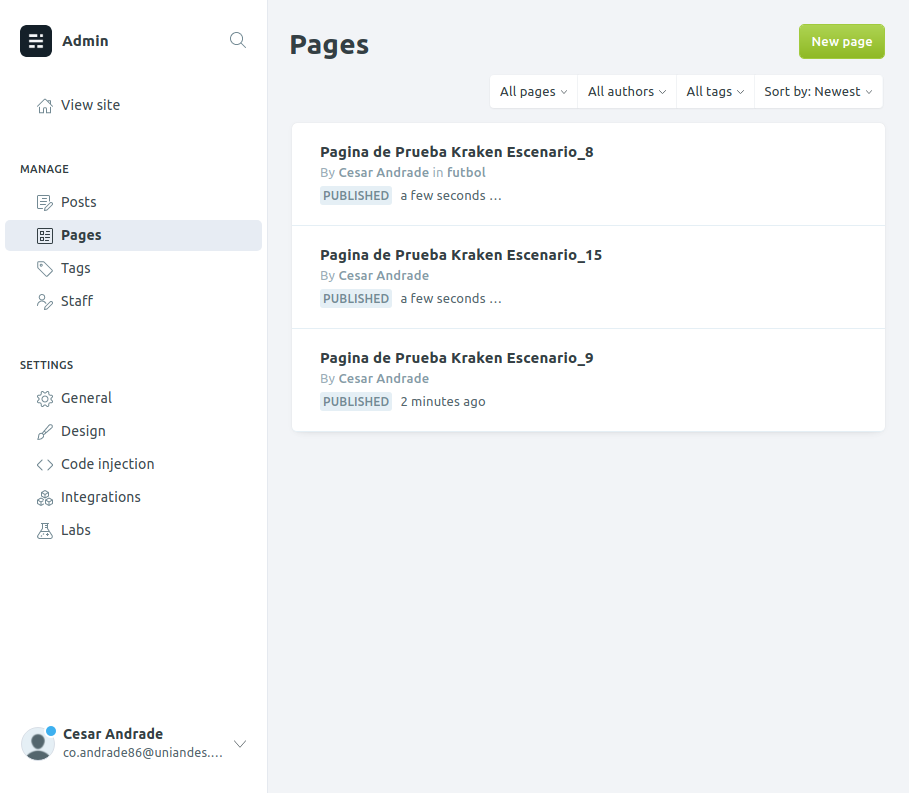 Admin
View site
MANAGE
Posts
Pages
Tags
Staff
SETTINGS
General
Design
Code injection
Integrations
Labs
Cesar Andrade
co.andrade86@uniandes....
Pages
New page
All pages
All authors
All tags
Sort by: Newest
Pagina de Prueba Kraken Escenario_8
By Cesar Andrade in futbol
PUBLISHED a few seconds ...
Pagina de Prueba Kraken Escenario_15
By Cesar Andrade
PUBLISHED a few seconds ...
Pagina de Prueba Kraken Escenario_9
By Cesar Andrade
PUBLISHED 2 minutes ago